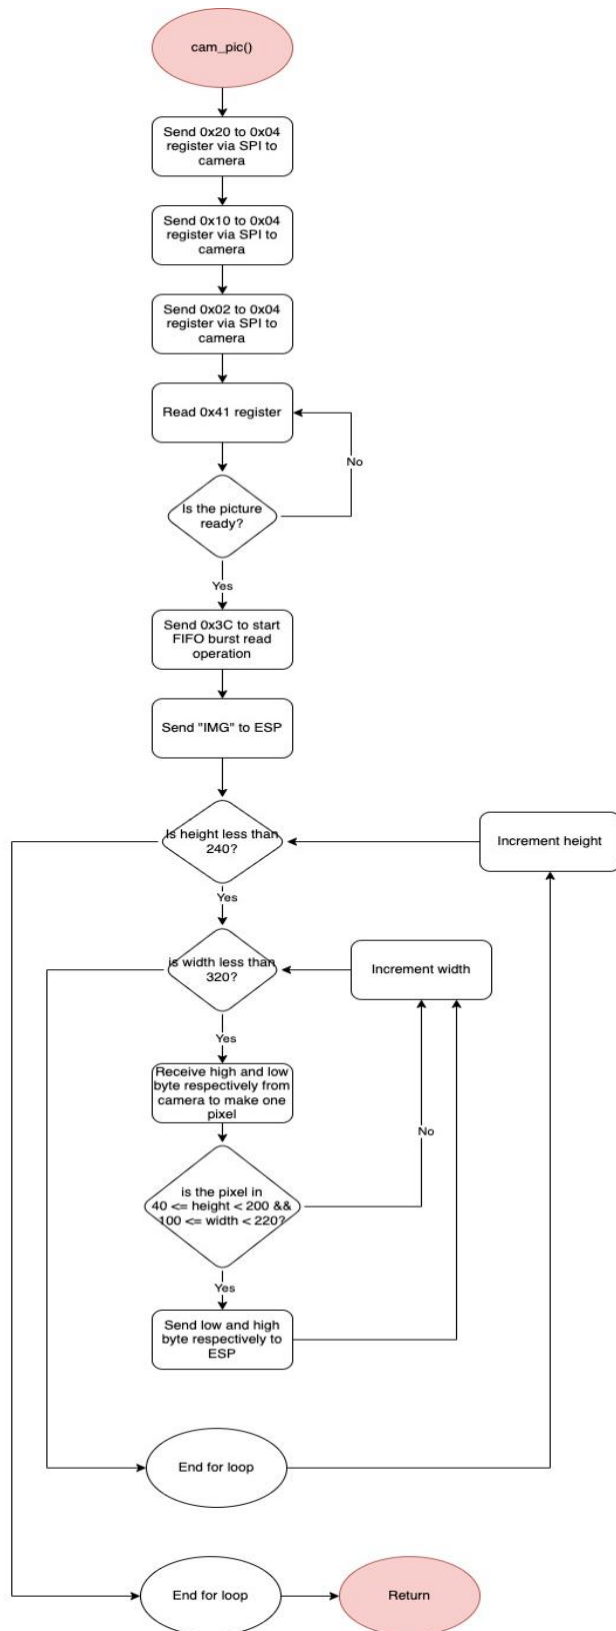 cam_pic()
Send 0x20 to 0x04
register via SPI to
camera
Send 0x10 to 0x04
register via SPI to
camera
Send 0x02 to 0x04
register via SPI to
camera
Read 0x41 register
No
Is the picture
ready?
Yes
Send 0x3C to start
FIFO burst read
operation
Send "IMG" to ESP
Is height less than
240?
Increment height
Yes
is width less than
320?
Increment width
Yes
Receive high and low
byte respectively from
camera to make one
pixel
No
is the pixel in
40 <= height < 200 &&
100 <= width < 220?
Yes
Send low and high
byte respectively to
ESP
End for loop
End for loop
Return